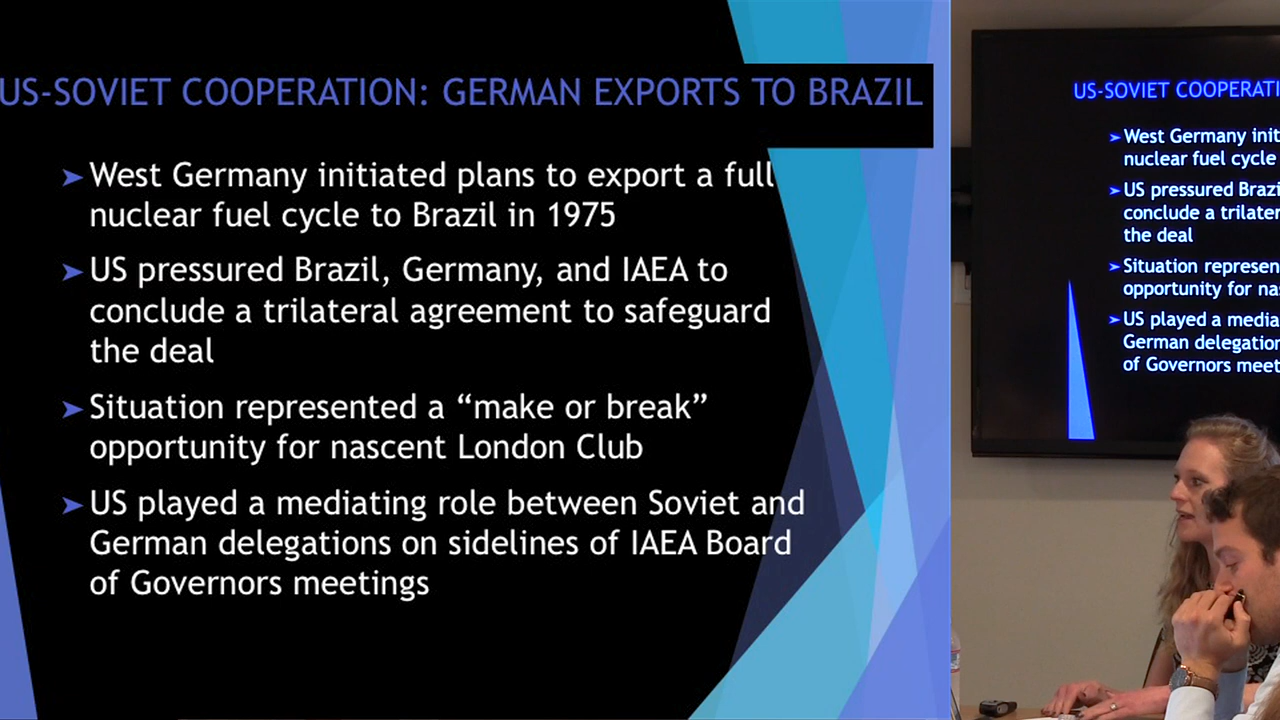 US-SOVIET COOPERATION: GERMAN EXPORTS TO BRAZIL
➤West Germany initiated plans to export a full
nuclear fuel cycle to Brazil in 1975
➤US pressured Brazil, Germany, and IAEA to
conclude a trilateral agreement to safeguard
the deal
➤Situation represented a “make or break”
opportunity for nascent London Club
➤US played a mediating role between Soviet and
German delegations on sidelines of IAEA Board
of Governors meetings
US-SOVIET COOPERATI
➤West Germany init
nuclear fuel cycle
➤US pressured Brazi
conclude a trilater
the deal
➤Situation represen
opportunity for na
➤US played a media
German delegation
of Governors meet